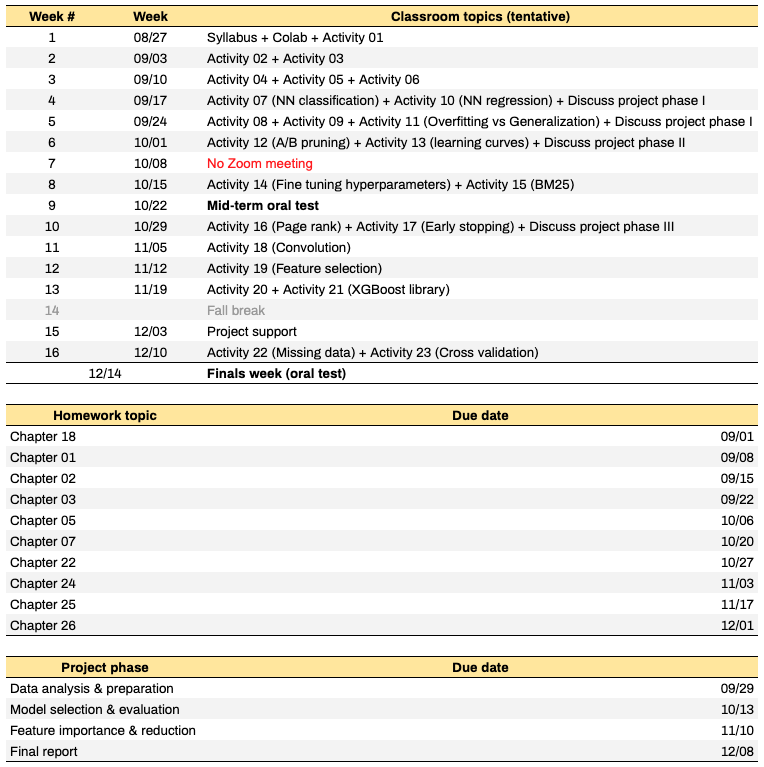 Week # Week Classroom topics (tentative)
1 08/27 Syllabus + Colab + Activity 01
2 09/03 Activity 02 + Activity 03
3 09/10 Activity 04 + Activity 05 + Activity 06
4 09/17 Activity 07 (NN classification) + Activity 10 (NN regression) + Discuss project phase I
5 09/24 Activity 08 + Activity 09 + Activity 11 (Overfitting vs Generalization) + Discuss project phase I
6 10/01 Activity 12 (A/B pruning) + Activity 13 (learning curves) + Discuss project phase II
7 10/08 No Zoom meeting
8 10/15 Activity 14 (Fine tuning hyperparameters) + Activity 15 (BM25)
9 10/22 Mid-term oral test
10 10/29 Activity 16 (Page rank) + Activity 17 (Early stopping) + Discuss project phase III
11 11/05 Activity 18 (Convolution)
12 11/12 Activity 19 (Feature selection)
13 11/19 Activity 20 + Activity 21 (XGBoost library)
14 Fall break
15 12/03 Project support
16 12/10 Activity 22 (Missing data) + Activity 23 (Cross validation)
12/14 Finals week (oral test)
Homework topic Due date
Chapter 18 09/01
Chapter 01 09/08
Chapter 02 09/15
Chapter 03 09/22
Chapter 05 10/06
Chapter 07 10/20
Chapter 22 10/27
Chapter 24 11/03
Chapter 25 11/17
Chapter 26 12/01
Project phase Due date
Data analysis & preparation 09/29
Model selection & evaluation 10/13
Feature importance & reduction 11/10
Final report 12/08